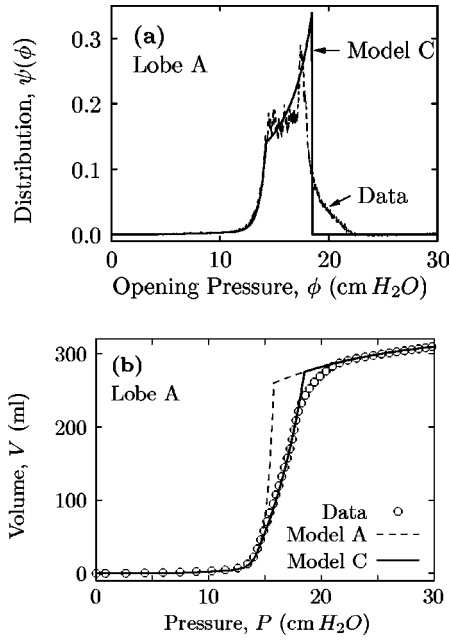 (a)
Lobe A
Model C
Data
0.3
0.2
0.1
0.0
Distribution, ψ(ϕ)
0
10
20
30
Opening Pressure, ϕ (cm H₂O)
(b)
Lobe A
300
200
100
0
Volume, V (ml)
Data
Model A
Model C
0
10
20
30
Pressure, P (cm H₂O)